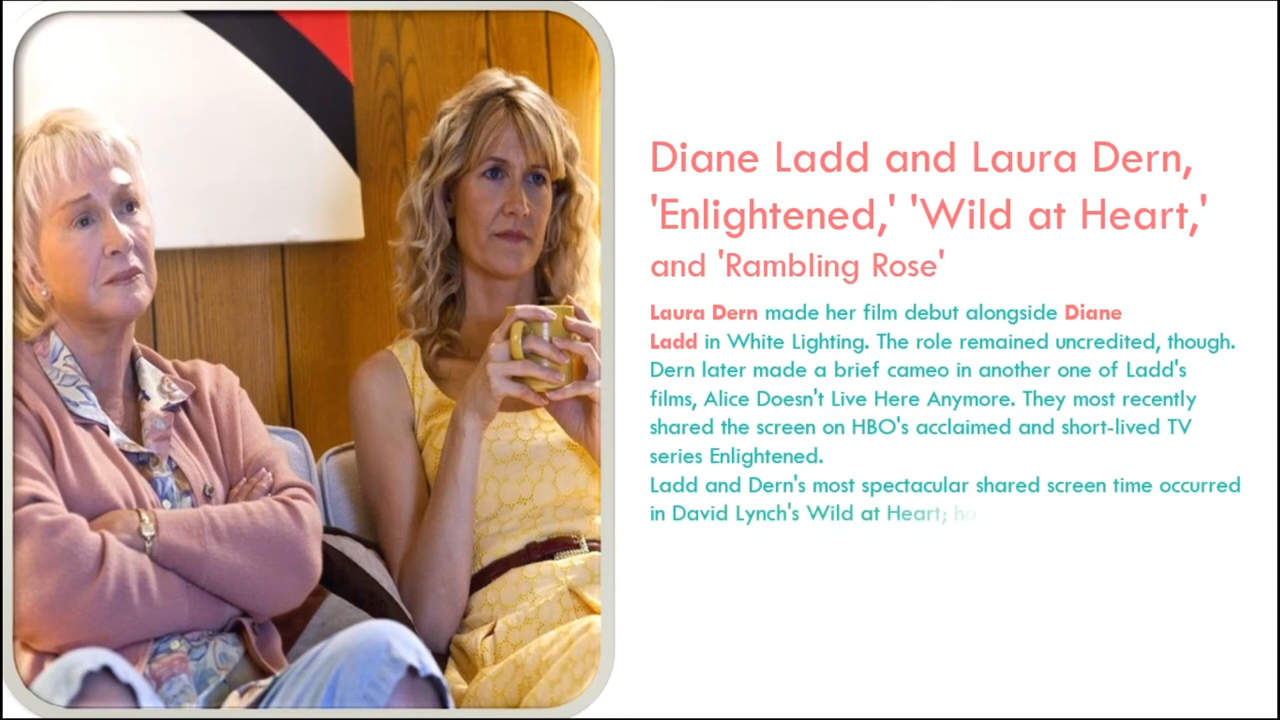 Diane Ladd and Laura Dern,
'Enlightened,' 'Wild at Heart,'
and 'Rambling Rose'
Laura Dern made her film debut alongside Diane
Ladd in White Lighting. The role remained uncredited, though.
Dern later made a brief cameo in another one of Ladd's
films, Alice Doesn't Live Here Anymore. They most recently
shared the screen on HBO's acclaimed and short-lived TV
series Enlightened.
Ladd and Dern's most spectacular shared screen time occurred
in David Lynch's Wild at Heart;